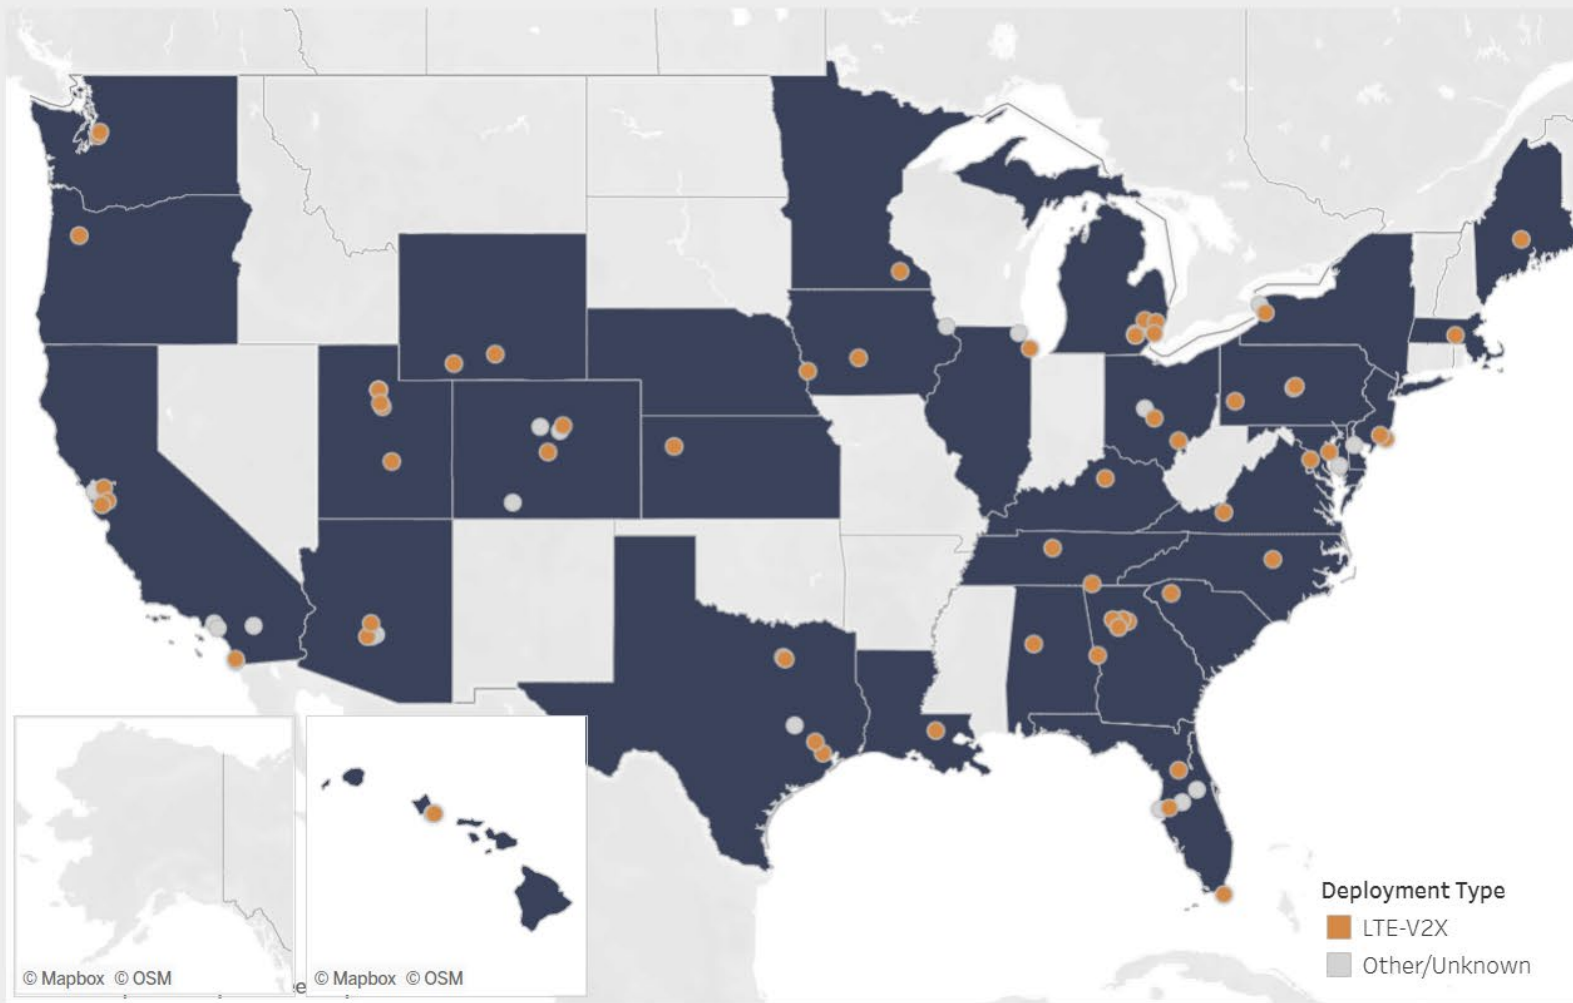 Deployment Type
LTE-V2X
Other/Unknown
© Mapbox © OSM
© Mapbox © OSM